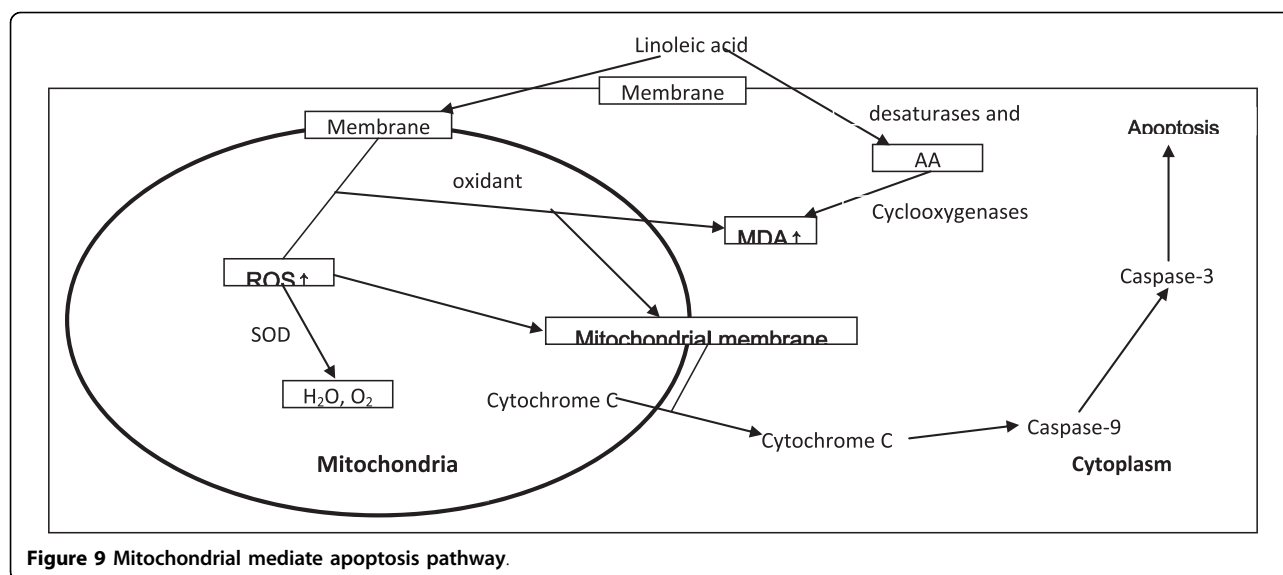 Linoleic acid
Membrane
Membrane
desaturases and
Apoptosis
AA
oxidant
Cyclooxygenases
MDA↑
ROS↑
Caspase-3
SOD
Mitochondrial membrane
H₂O, O₂
Cytochrome C
Cytochrome C
Caspase-9
Mitochondria
Cytoplasm
Figure 9 Mitochondrial mediate apoptosis pathway.